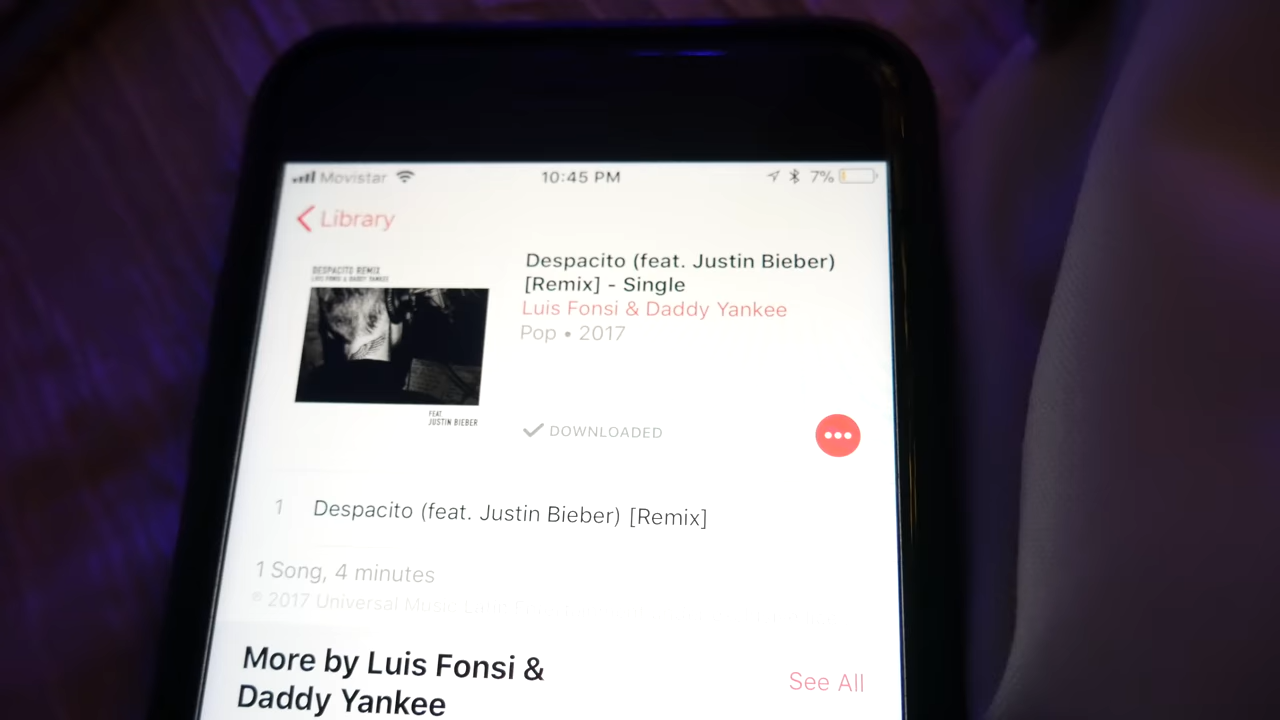 Movistar 10:45 PM 7%
Library
DESPACITO REMIX
LUIS FONSI & DADDY YANKEE
FEAT
JUSTIN BIEBER
Despacito (feat. Justin Bieber)
[Remix] - Single
Luis Fonsi & Daddy Yankee
Pop • 2017
DOWNLOADED
1 Despacito (feat. Justin Bieber) [Remix]
1 Song, 4 minutes
℗ 2017 Universal Music
More by Luis Fonsi &
Daddy Yankee
See All